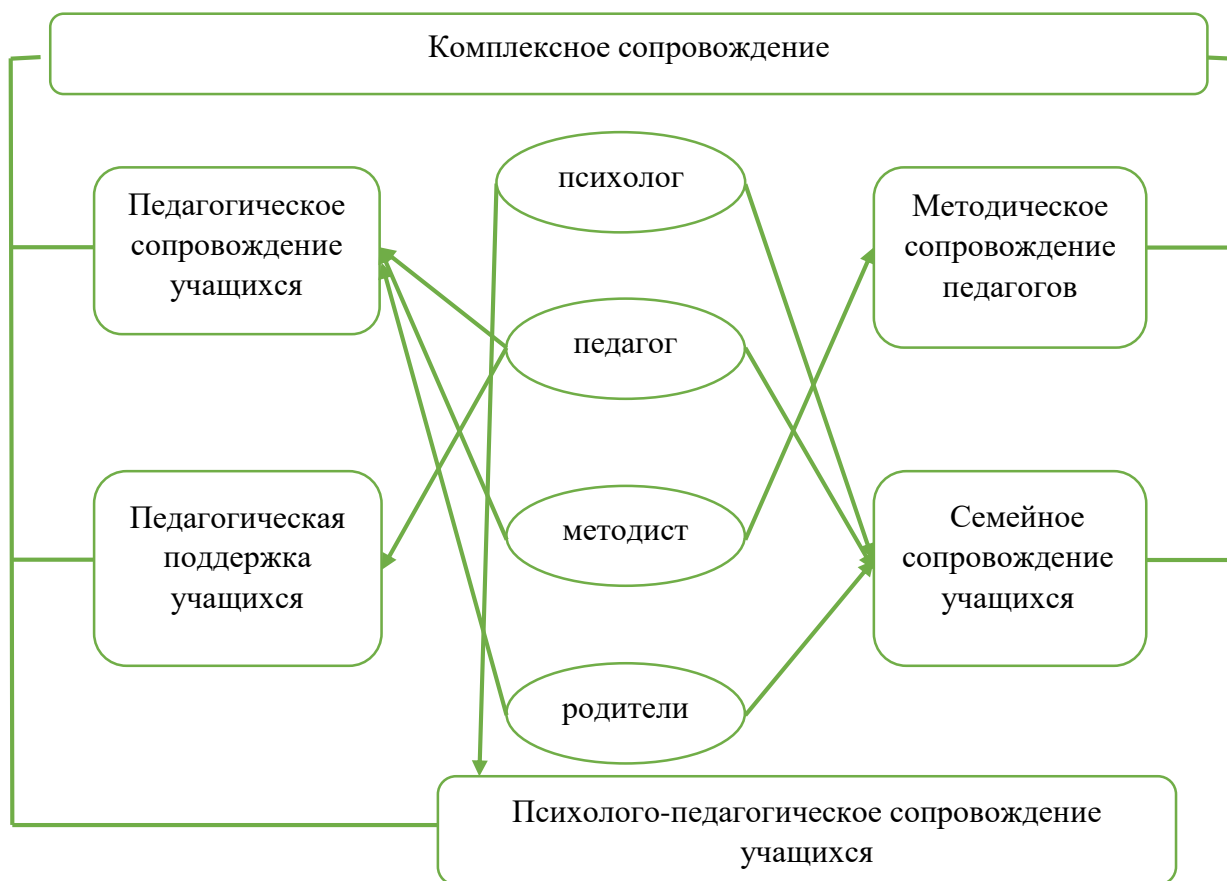 Комплексное сопровождение
Педагогическое
сопровождение
учащихся
Педагогическая
поддержка
учащихся
психолог
педагог
методист
родители
Методическое
сопровождение
педагогов
Семейное
сопровождение
учащихся
Психолого-педагогическое сопровождение
учащихся